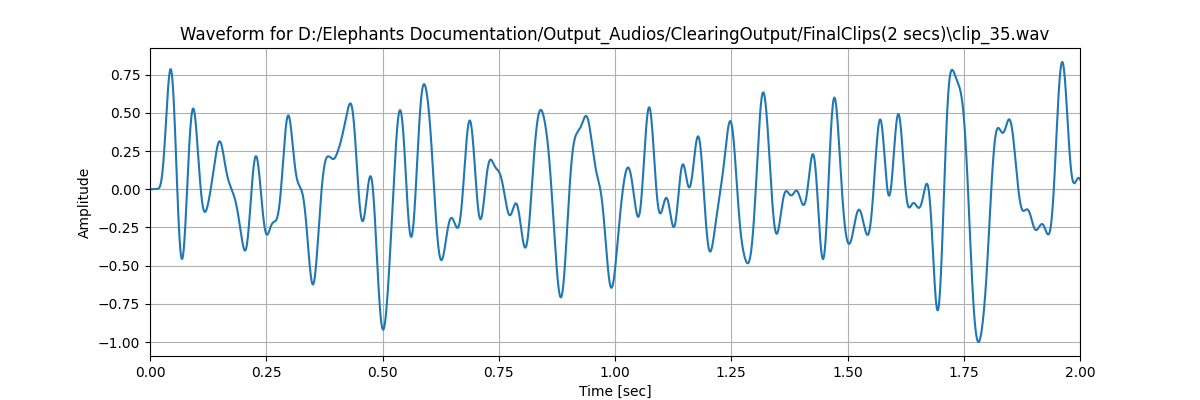 Waveform for D:/Elephants Documentation/Output_Audios/ClearingOutput/FinalClips(2 secs)\clip_35.wav
0.75
0.50
0.25
0.00
−0.25
−0.50
−0.75
−1.00
Amplitude
0.00 0.25 0.50 0.75 1.00 1.25 1.50 1.75 2.00
Time [sec]